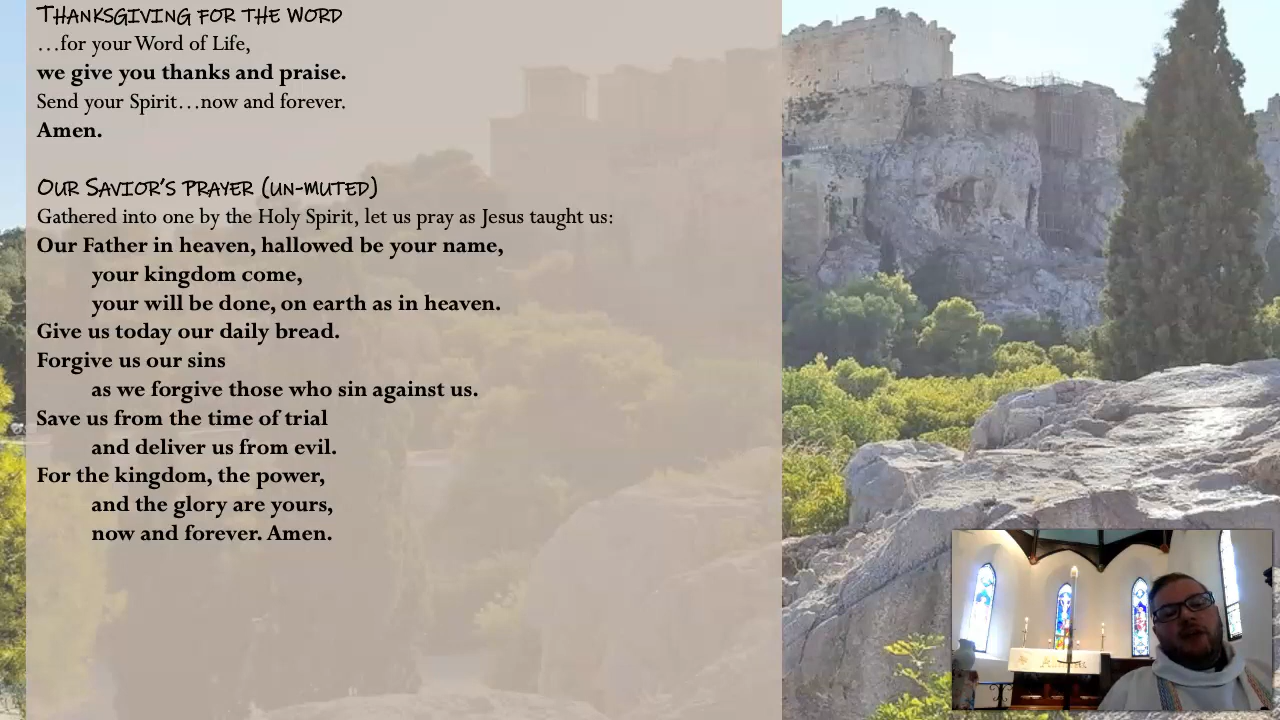 THANKSGIVING FOR THE WORD
…for your Word of Life,
we give you thanks and praise.
Send your Spirit…now and forever.
Amen.
OUR SAVIOR'S PRAYER (UN-MUTED)
Gathered into one by the Holy Spirit, let us pray as Jesus taught us:
Our Father in heaven, hallowed be your name,
your kingdom come,
your will be done, on earth as in heaven.
Give us today our daily bread.
Forgive us our sins
as we forgive those who sin against us.
Save us from the time of trial
and deliver us from evil.
For the kingdom, the power,
and the glory are yours,
now and forever. Amen.